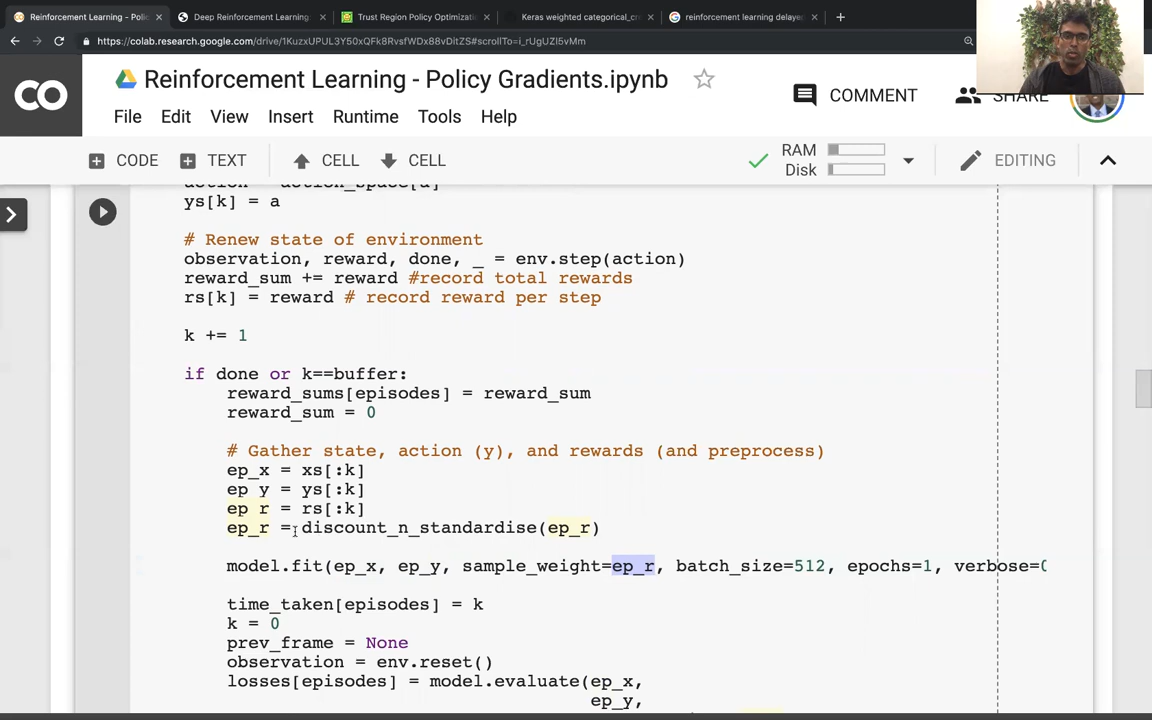 Reinforcement Learning - Polic
Deep Reinforcement Learning:
Trust Region Policy Optimizatio
Keras weighted categorical_cr
reinforcement learning delaye
https://colab.research.google.com/drive/1KuzxUPUL3Y50xQFk8RvsfWDx88vDitZS#scrollTo=i_rUgUZl5vMm
CO
Reinforcement Learning - Policy Gradients.ipynb
COMMENT
SHARE
File Edit View Insert Runtime Tools Help
CODE TEXT CELL CELL
RAM
Disk
EDITING
action = action_space[a]
ys[k] = a
# Renew state of environment
observation, reward, done, _ = env.step(action)
reward_sum += reward #record total rewards
rs[k] = reward # record reward per step
k += 1
if done or k==buffer:
reward_sums[episodes] = reward_sum
reward_sum = 0
# Gather state, action (y), and rewards (and preprocess)
ep_x = xs[:k]
ep_y = ys[:k]
ep_r = rs[:k]
ep_r = discount_n_standardise(ep_r)
model.fit(ep_x, ep_y, sample_weight=ep_r, batch_size=512, epochs=1, verbose=0
time_taken[episodes] = k
k = 0
prev_frame = None
observation = env.reset()
losses[episodes] = model.evaluate(ep_x,
ep_y,